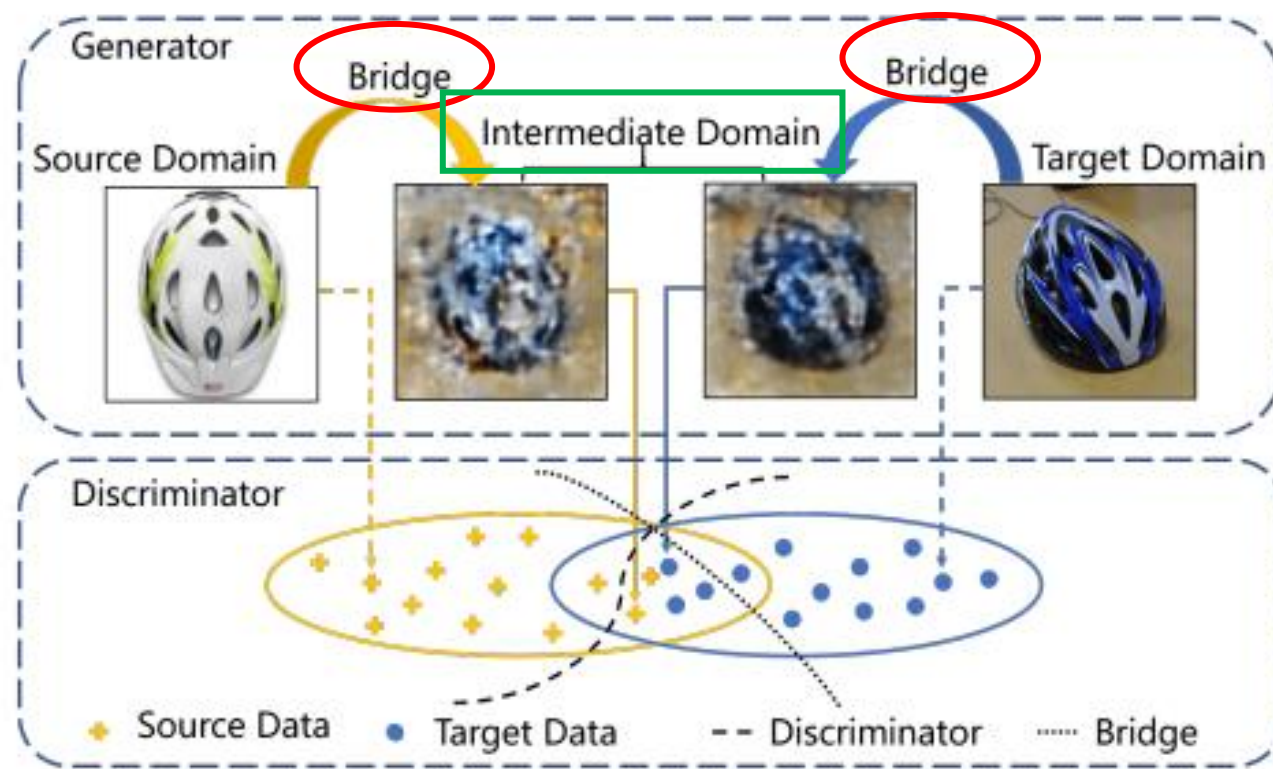 Generator
Bridge
Bridge
Intermediate Domain
Source Domain
Target Domain
Discriminator
Source Data
Target Data
Discriminator
Bridge